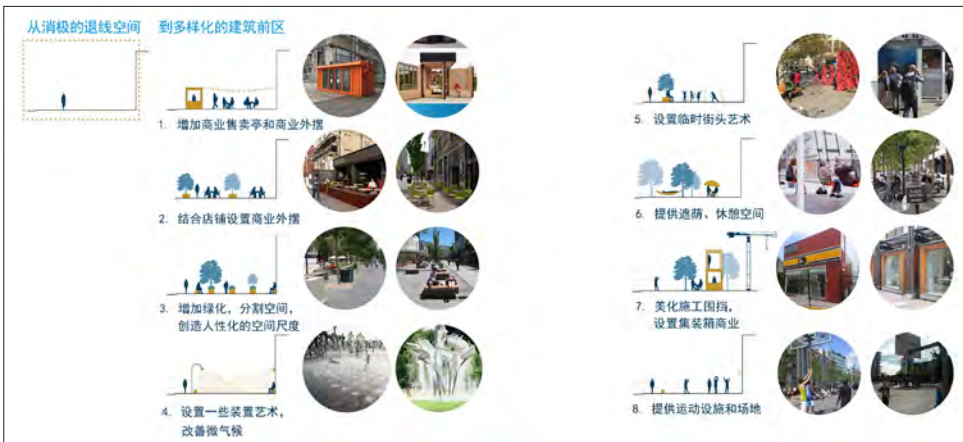 从消极的退线空间 到多样化的建筑前区
1. 增加商业售卖亭和商业外摆
2. 结合店铺设置商业外摆
3. 增加绿化，分割空间，
创造人性化的空间尺度
4. 设置一些装置艺术，
改善微气候
5. 设置临时街头艺术
6. 提供遮荫、休憩空间
7. 美化施工围挡，
设置集装箱商业
8. 提供运动设施和场地